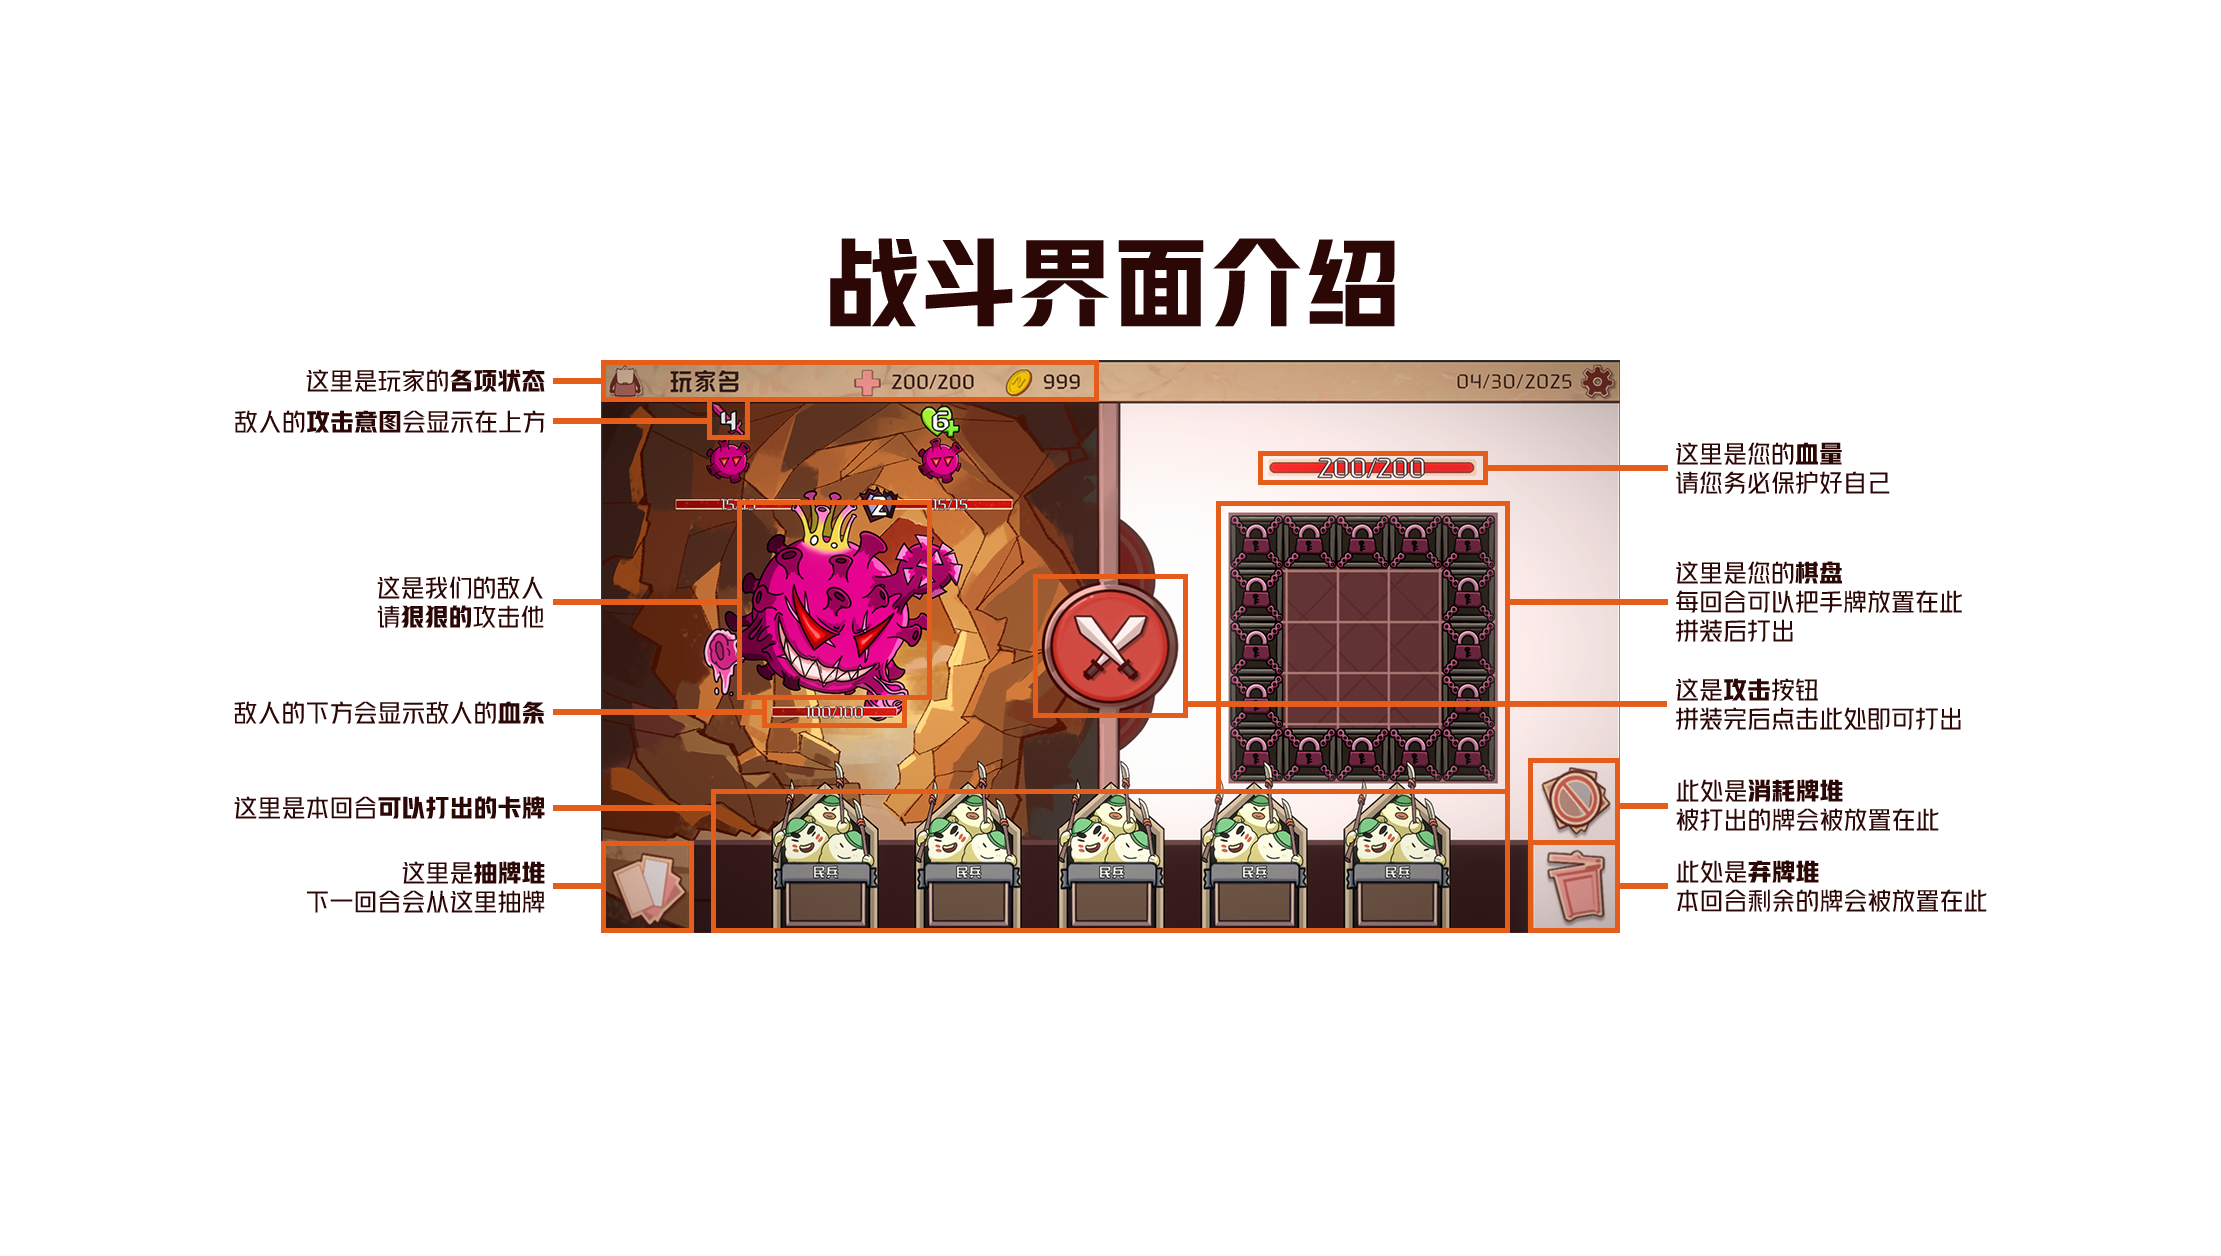 战斗界面介绍
这里是玩家的各项状态
敌人的攻击意图会显示在上方
这是我们的敌人
请狠狠的攻击他
敌人的下方会显示敌人的血条
这里是本回合可以打出的卡牌
这里是抽牌堆
下一回合会从这里抽牌
玩家名
200/200
999
04/30/2025
4
6
15/15
2
100/100
200/200
民兵
民兵
民兵
民兵
民兵
这里是您的血量
请您务必保护好自己
这里是您的棋盘
每回合可以把手牌放置在此
拼装后打出
这是攻击按钮
拼装完后点击此处即可打出
此处是消耗牌堆
被打出的牌会被放置在此
此处是弃牌堆
本回合剩余的牌会被放置在此